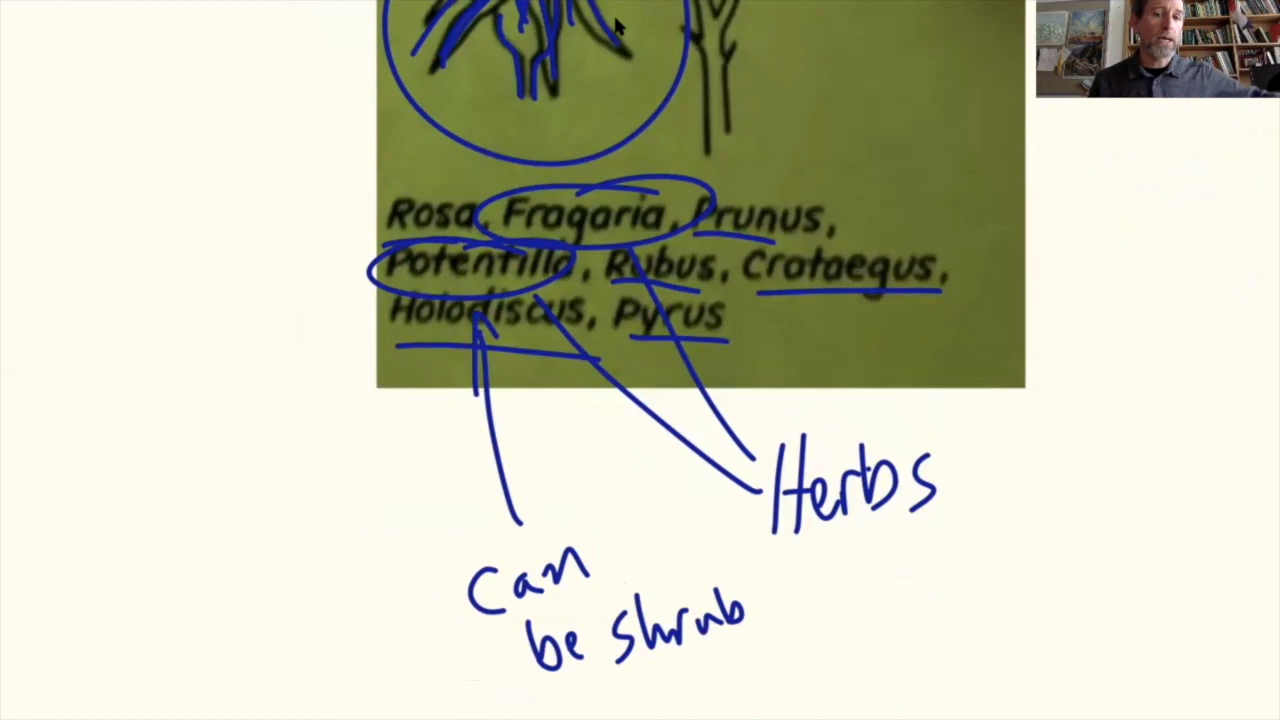 Rosa, Fragaria, Prunus,
Potentilla, Rubus, Crataegus,
Holodiscus, Pyrus
Herbs
Can
be shrub